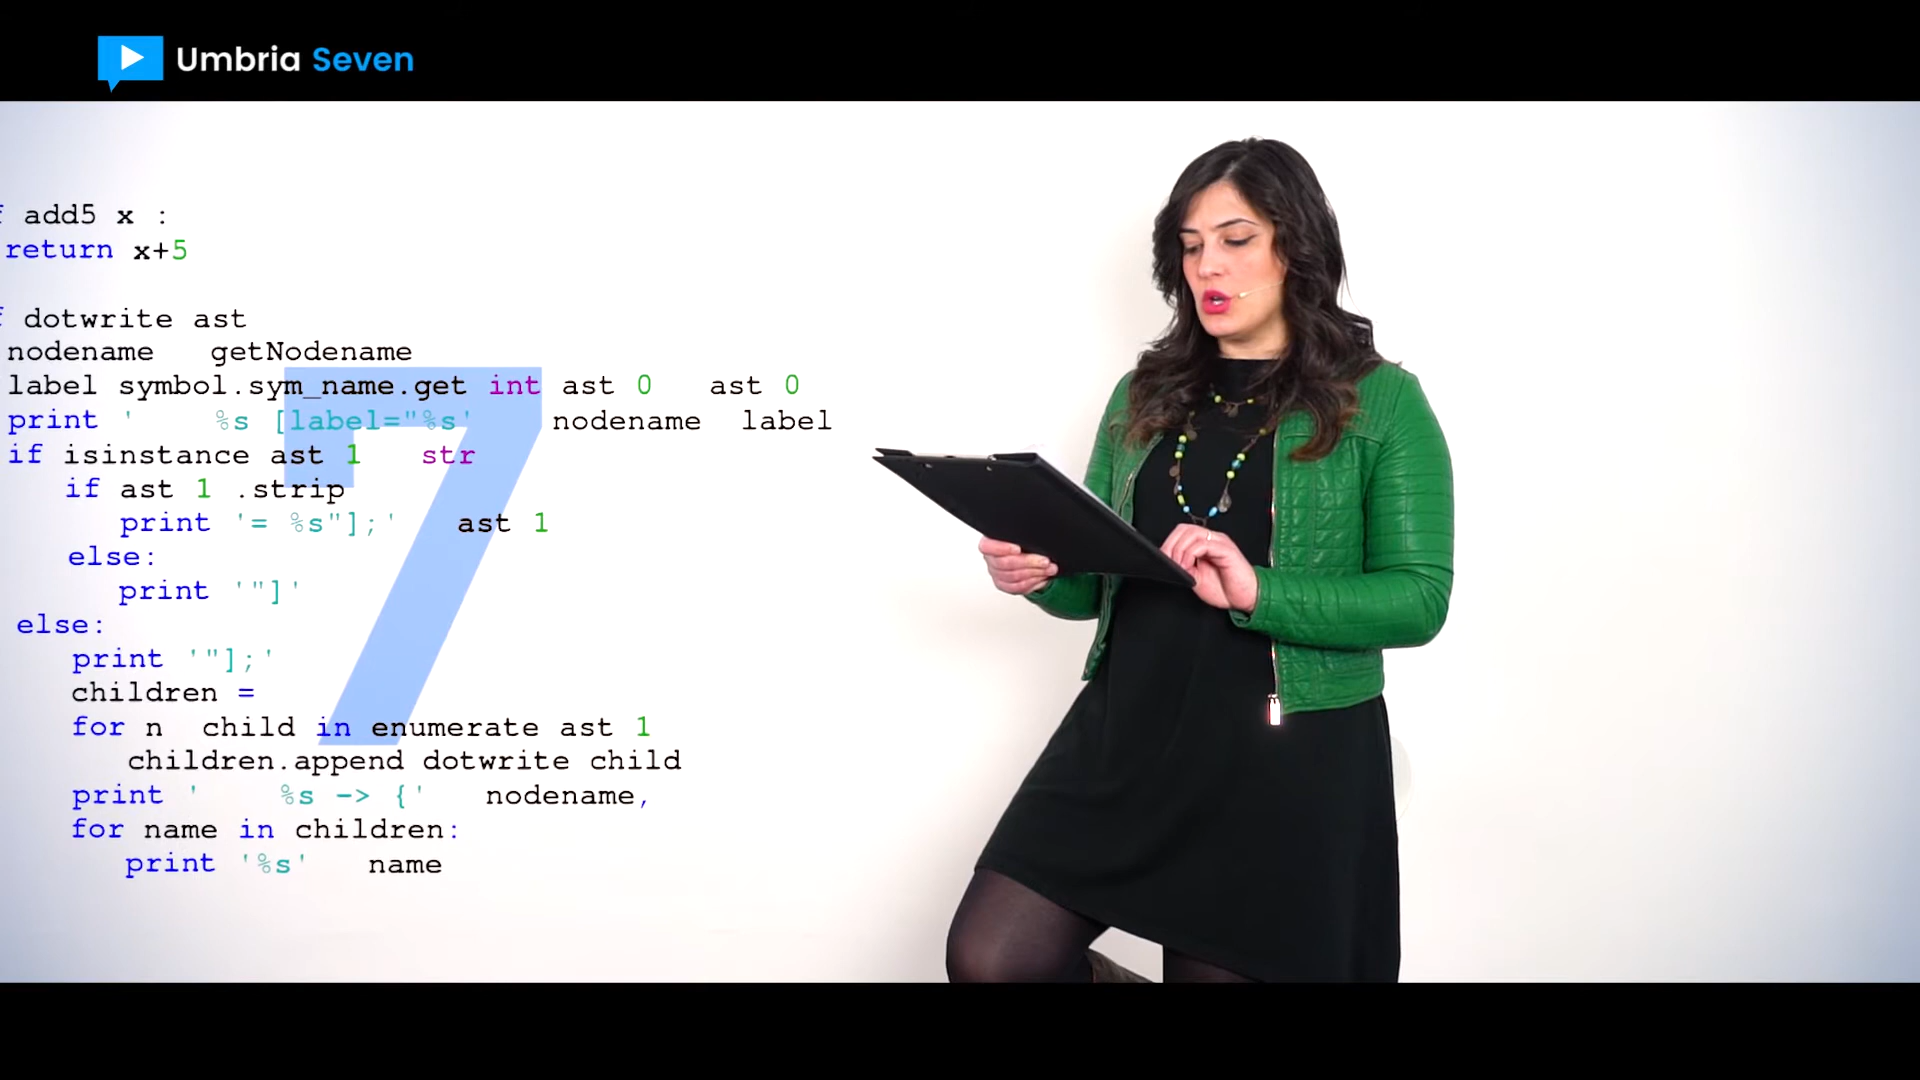 Umbria Seven
f add5 x :
return x+5
f dotwrite ast
nodename getNodename
label symbol.sym_name.get int ast 0 ast 0
print ' %s [label="%s' nodename label
if isinstance ast 1 str
if ast 1 .strip
print '= %s"];' ast 1
else:
print '"]'
else:
print '"];'
children =
for n child in enumerate ast 1
children.append dotwrite child
print ' %s -> {' nodename,
for name in children:
print '%s' name
7